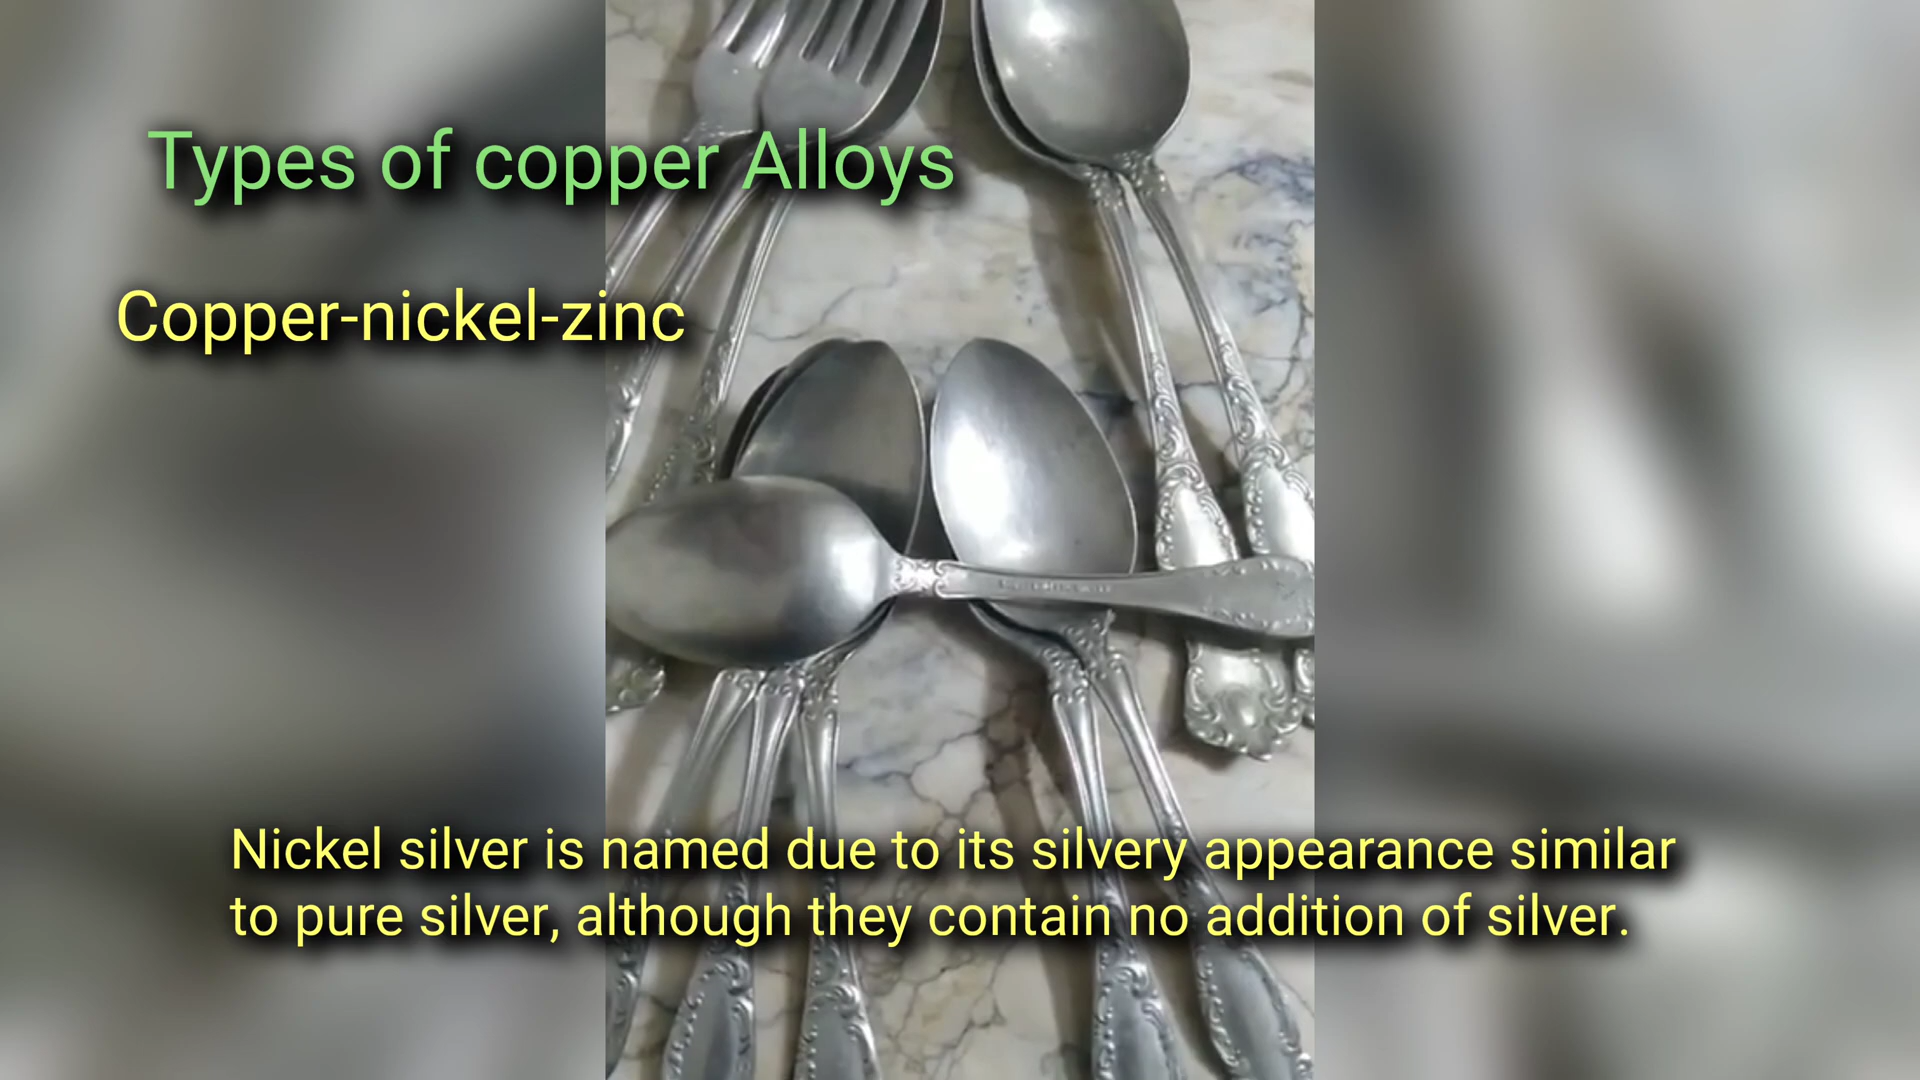 Types of copper Alloys
Copper-nickel-zinc
Nickel silver is named due to its silvery appearance similar
to pure silver, although they contain no addition of silver.